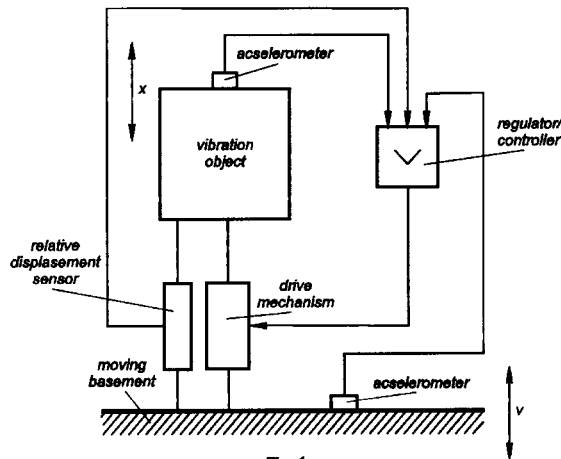 acselerometer
x
regulator/
controller
vibration
object
relative
displasement
sensor
drive
mechanism
moving
basement
acselerometer
v